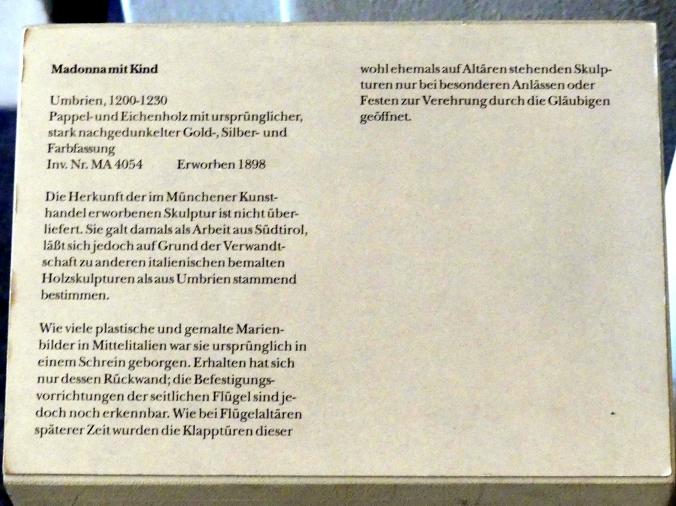 Madonna mit Kind
Umbrien, 1200-1230
Pappel- und Eichenholz mit ursprünglicher,
stark nachgedunkelter Gold-, Silber- und
Farbfassung
Inv. Nr. MA 4054 Erworben 1898
Die Herkunft der im Münchener Kunst-
handel erworbenen Skulptur ist nicht über-
liefert. Sie galt damals als Arbeit aus Südtirol,
läßt sich jedoch auf Grund der Verwandt-
schaft zu anderen italienischen bemalten
Holzskulpturen als aus Umbrien stammend
bestimmen.
Wie viele plastische und gemalte Marien-
bilder in Mittelitalien war sie ursprünglich in
einem Schrein geborgen. Erhalten hat sich
nur dessen Rückwand; die Befestigungs-
vorrichtungen der seitlichen Flügel sind je-
doch noch erkennbar. Wie bei Flügelaltären
späterer Zeit wurden die Klapptüren dieser
wohl ehemals auf Altären stehenden Skulp-
turen nur bei besonderen Anlässen oder
Festen zur Verehrung durch die Gläubigen
geöffnet.